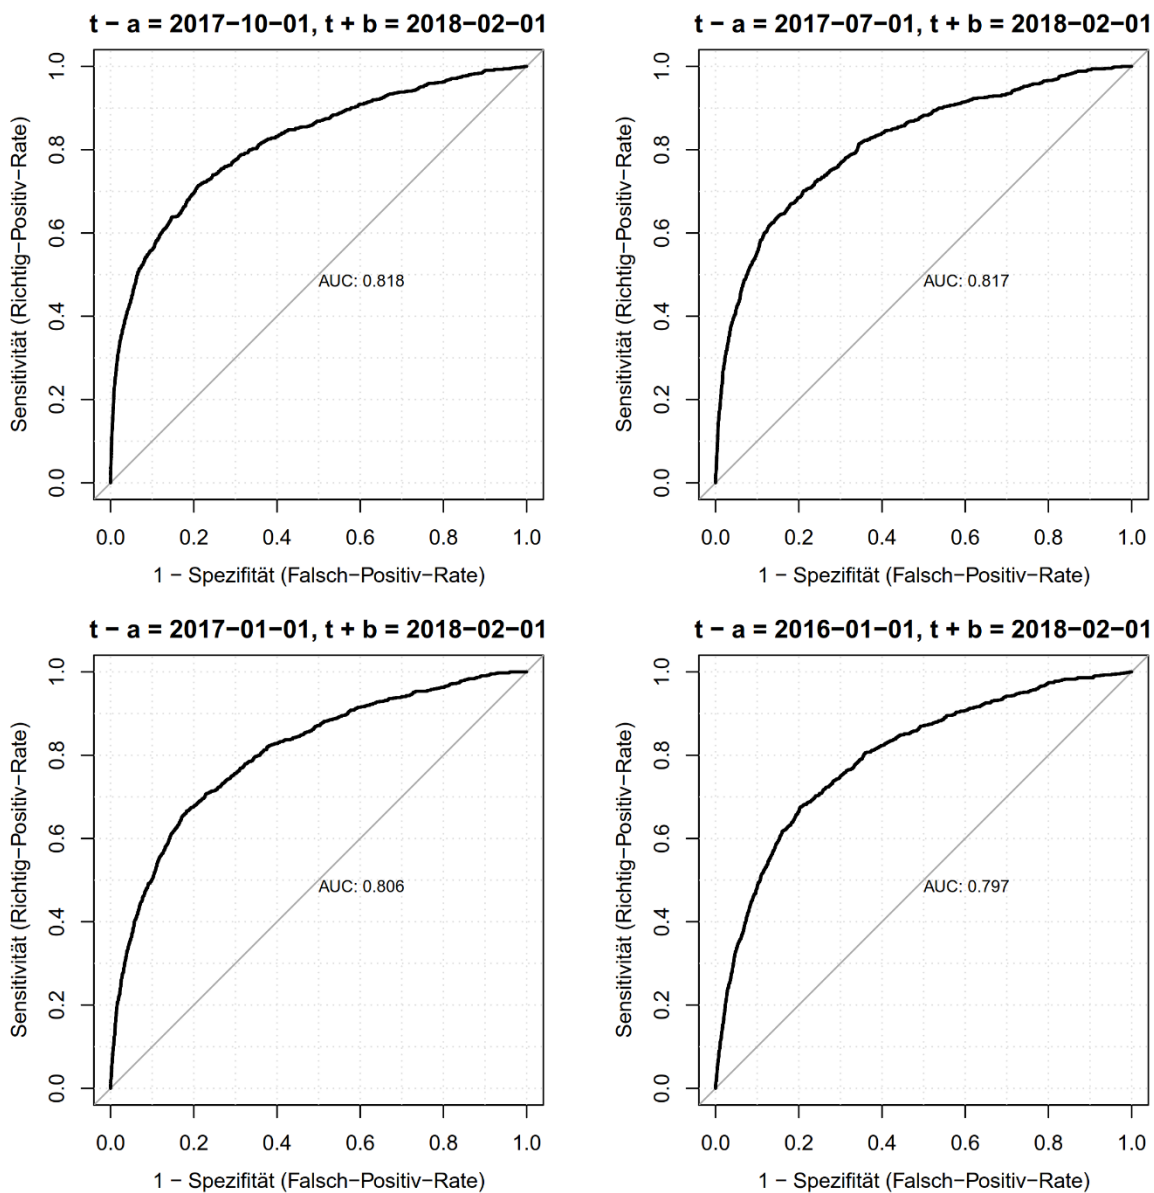 t − a = 2017−10−01, t + b = 2018−02−01
Sensitivität (Richtig−Positiv−Rate)
0.0 0.2 0.4 0.6 0.8 1.0
AUC: 0.818
0.0 0.2 0.4 0.6 0.8 1.0
1 − Spezifität (Falsch−Positiv−Rate)
t − a = 2017−07−01, t + b = 2018−02−01
Sensitivität (Richtig−Positiv−Rate)
0.0 0.2 0.4 0.6 0.8 1.0
AUC: 0.817
0.0 0.2 0.4 0.6 0.8 1.0
1 − Spezifität (Falsch−Positiv−Rate)
t − a = 2017−01−01, t + b = 2018−02−01
Sensitivität (Richtig−Positiv−Rate)
0.0 0.2 0.4 0.6 0.8 1.0
AUC: 0.806
0.0 0.2 0.4 0.6 0.8 1.0
1 − Spezifität (Falsch−Positiv−Rate)
t − a = 2016−01−01, t + b = 2018−02−01
Sensitivität (Richtig−Positiv−Rate)
0.0 0.2 0.4 0.6 0.8 1.0
AUC: 0.797
0.0 0.2 0.4 0.6 0.8 1.0
1 − Spezifität (Falsch−Positiv−Rate)